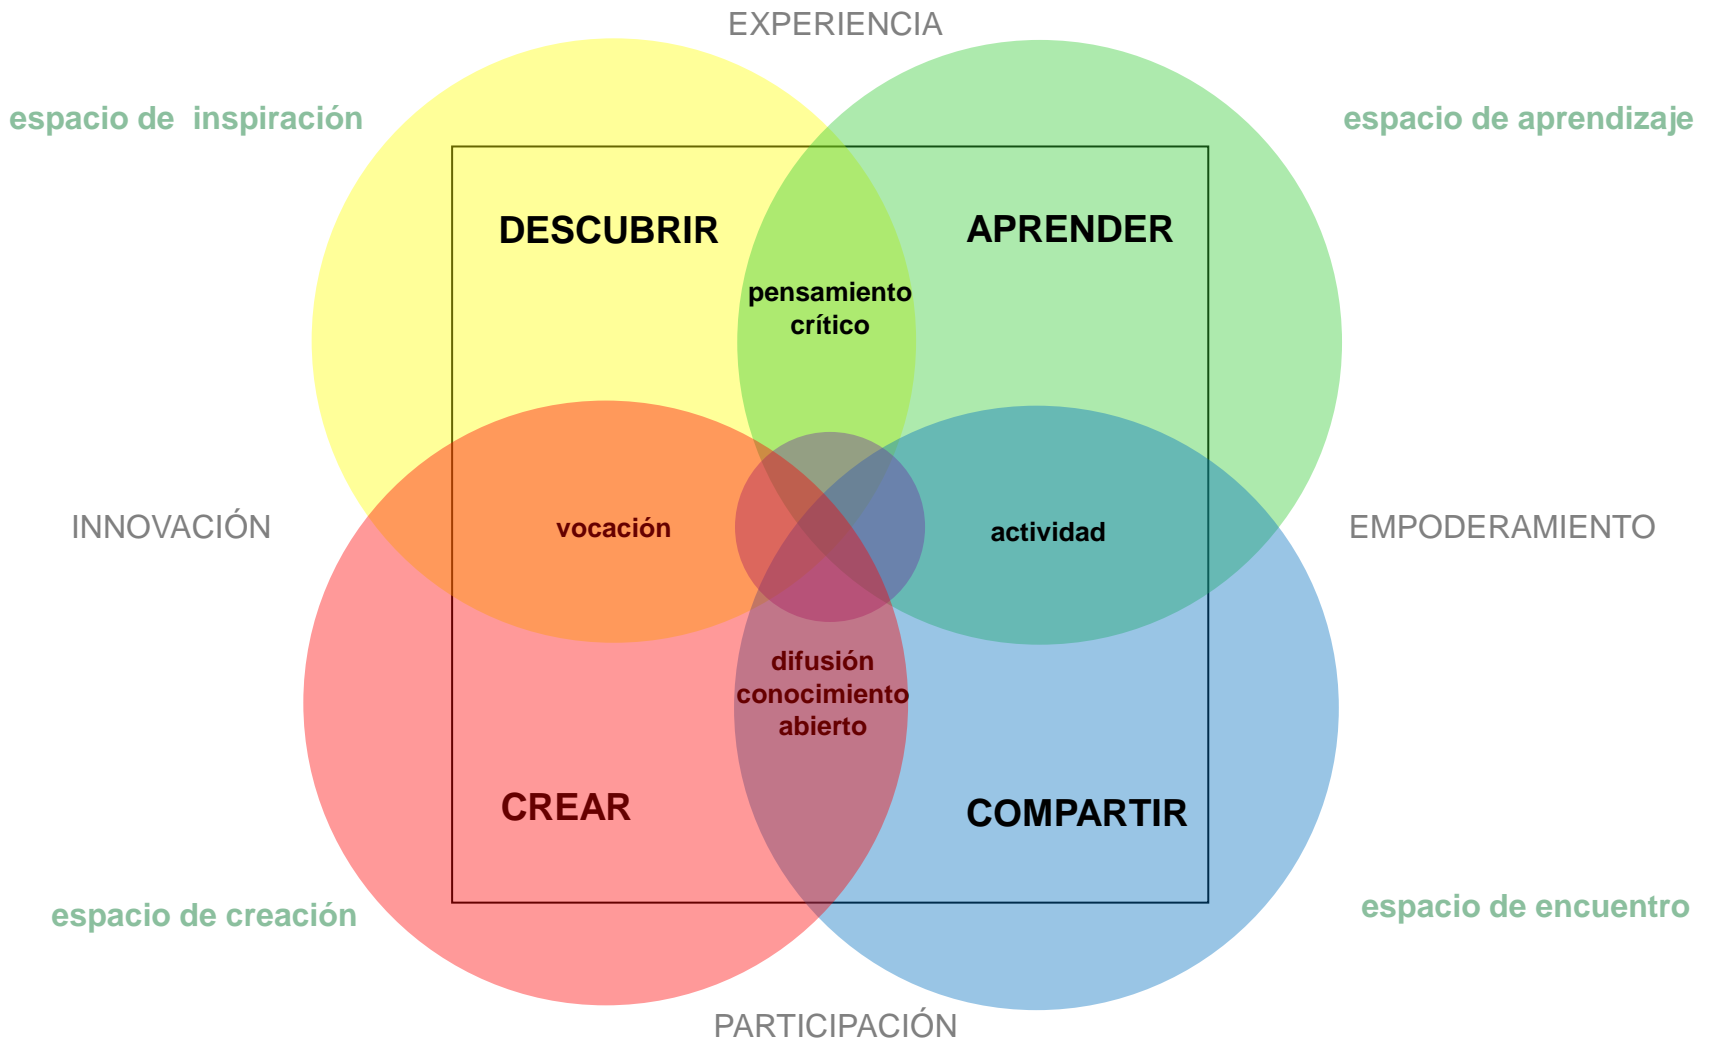 EXPERIENCIA
espacio de  inspiración
espacio de aprendizaje
DESCUBRIR
APRENDER
pensamiento
crítico
INNOVACIÓN
vocación
actividad
EMPODERAMIENTO
difusión
conocimiento
abierto
CREAR
COMPARTIR
espacio de creación
espacio de encuentro
PARTICIPACIÓN